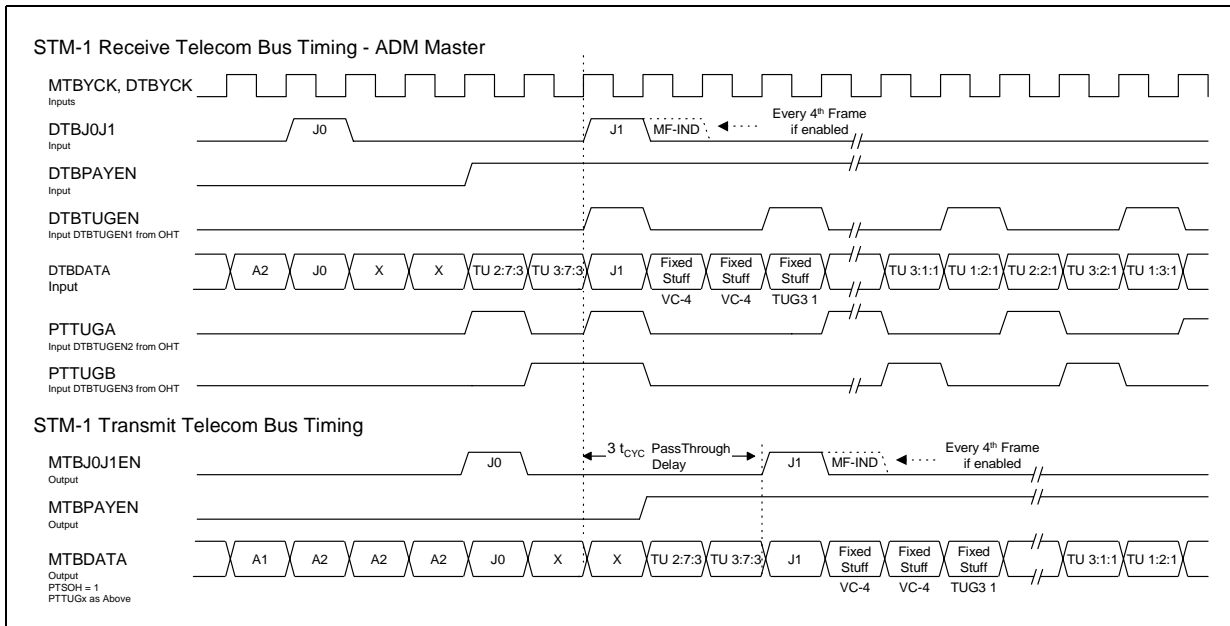 STM-1 Receive Telecom Bus Timing - ADM Master
MTBYCK, DTBYCK
Inputs
DTBJ0J1
Input
J0
J1
MF-IND
Every 4th Frame
if enabled
DTBPAYEN
Input
DTBTUGEN
Input DTBTUGEN1 from OHT
DTBDATA
Input
A2
J0
X
X
TU 2:7:3
TU 3:7:3
J1
Fixed
Stuff
VC-4
Fixed
Stuff
VC-4
Fixed
Stuff
TUG3 1
TU 3:1:1
TU 1:2:1
TU 2:2:1
TU 3:2:1
TU 1:3:1
PTTUGA
Input DTBTUGEN2 from OHT
PTTUGB
Input DTBTUGEN3 from OHT
STM-1 Transmit Telecom Bus Timing
MTBJ0J1EN
Output
J0
3 tCYC PassThrough
Delay
J1
MF-IND
Every 4th Frame
if enabled
MTBPAYEN
Output
MTBDATA
Output
PTSOH = 1
PTTUGx as Above
A1
A2
A2
A2
J0
X
X
TU 2:7:3
TU 3:7:3
J1
Fixed
Stuff
VC-4
Fixed
Stuff
VC-4
Fixed
Stuff
TUG3 1
TU 3:1:1
TU 1:2:1